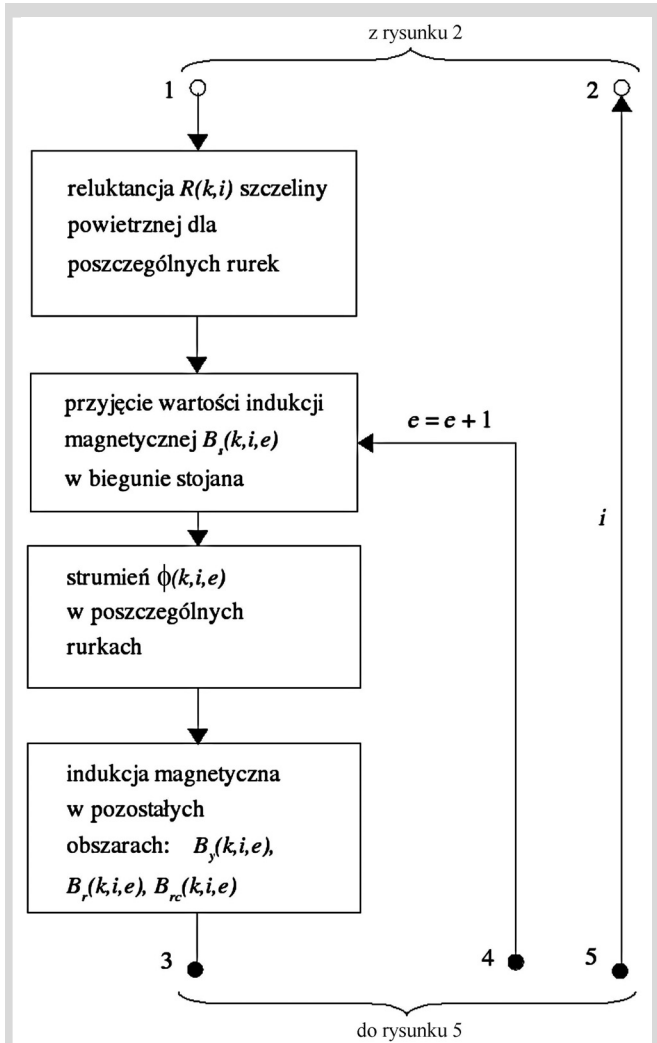 z rysunku 2
1
2
reluktancja R(k,i) szczeliny
powietrznej dla
poszczególnych rurek
przyjęcie wartości indukcji
magnetycznej B_s(k,i,e)
w biegunie stojana
e = e + 1
i
strumień ϕ(k,i,e)
w poszczególnych
rurkach
indukcja magnetyczna
w pozostałych
obszarach: B_y(k,i,e),
B_r(k,i,e), B_rc(k,i,e)
3
4
5
do rysunku 5